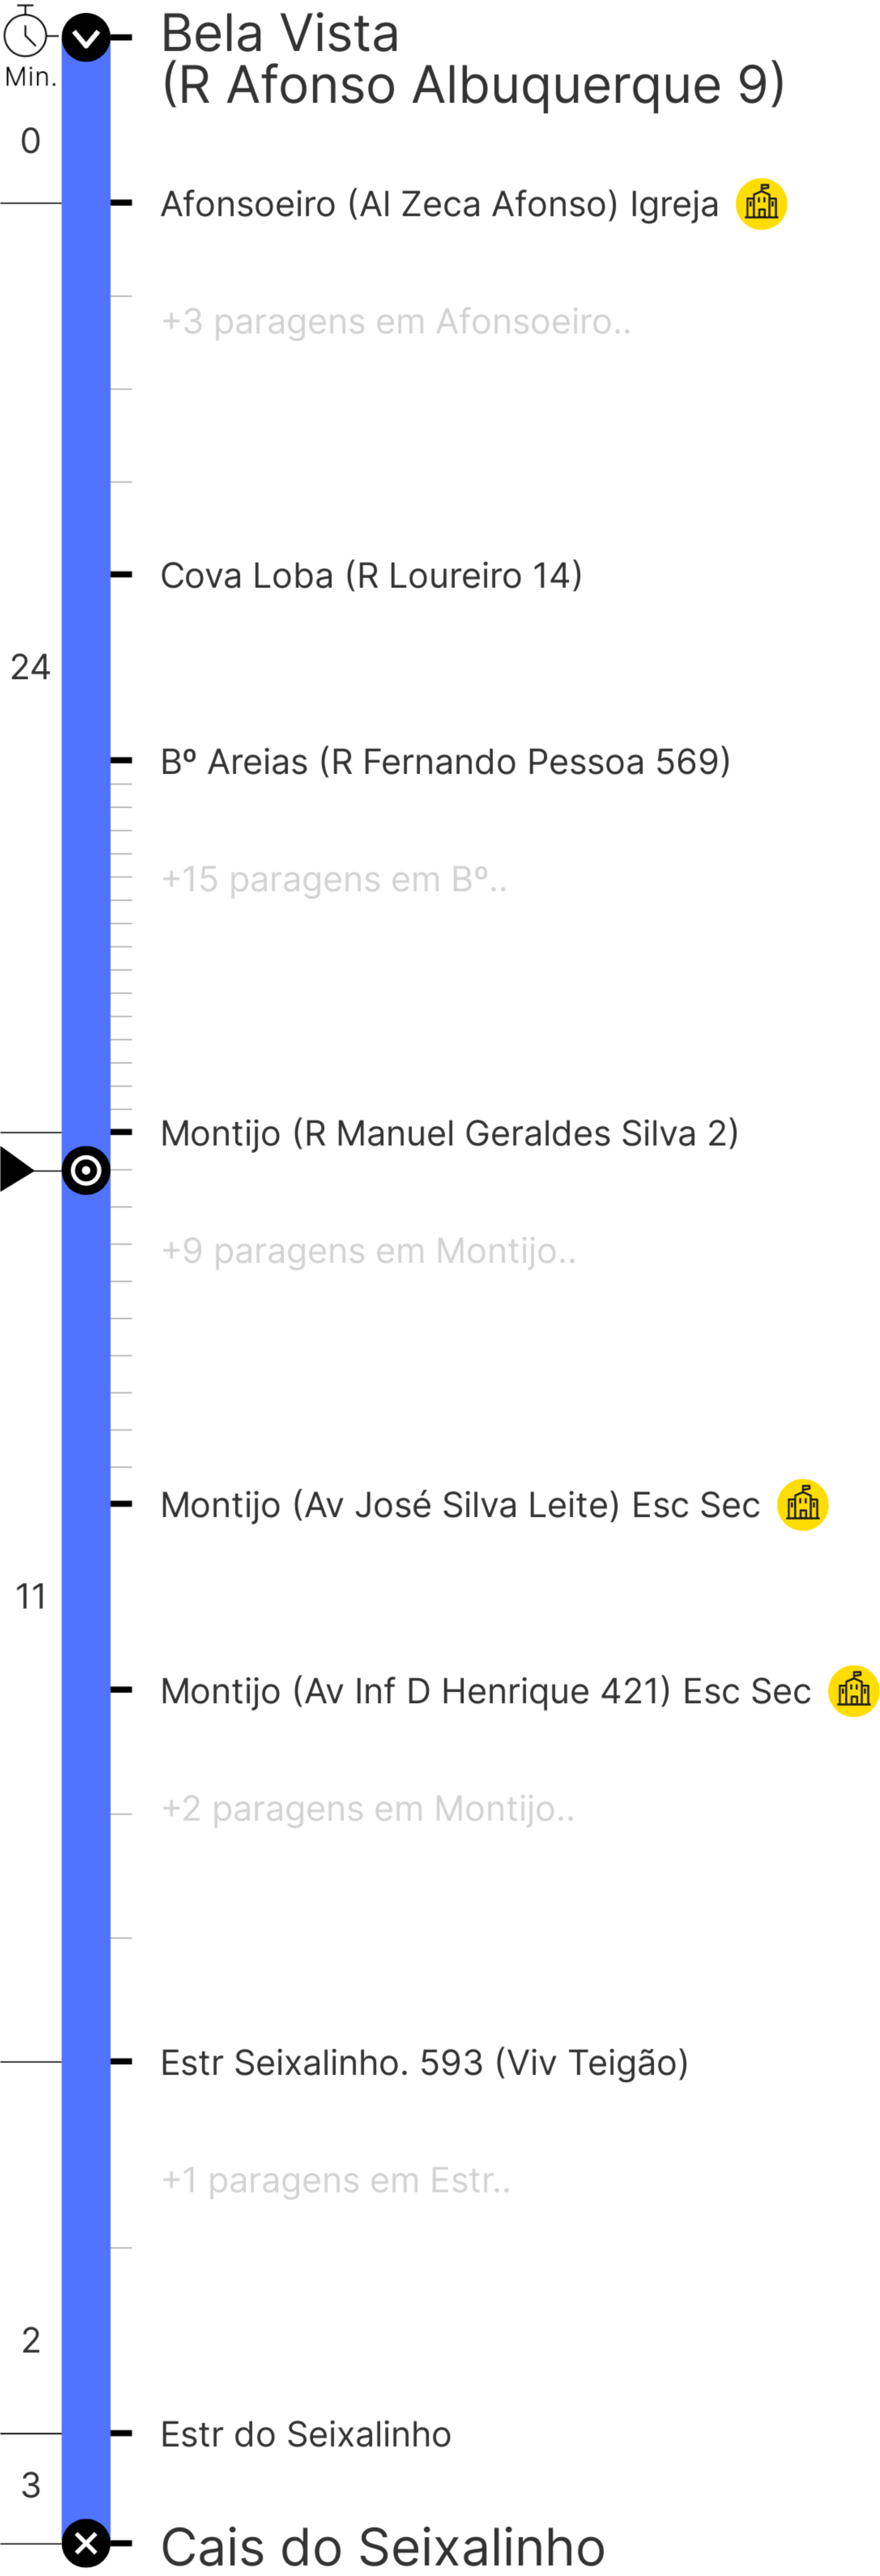 Bela Vista
(R Afonso Albuquerque 9)
Min.
0
Afonsoeiro (Al Zeca Afonso) Igreja
+3 paragens em Afonsoeiro..
Cova Loba (R Loureiro 14)
24
Bº Areias (R Fernando Pessoa 569)
+15 paragens em Bº..
Montijo (R Manuel Geraldes Silva 2)
+9 paragens em Montijo..
Montijo (Av José Silva Leite) Esc Sec
11
Montijo (Av Inf D Henrique 421) Esc Sec
+2 paragens em Montijo..
Estr Seixalinho. 593 (Viv Teigão)
+1 paragens em Estr..
2
Estr do Seixalinho
3
Cais do Seixalinho